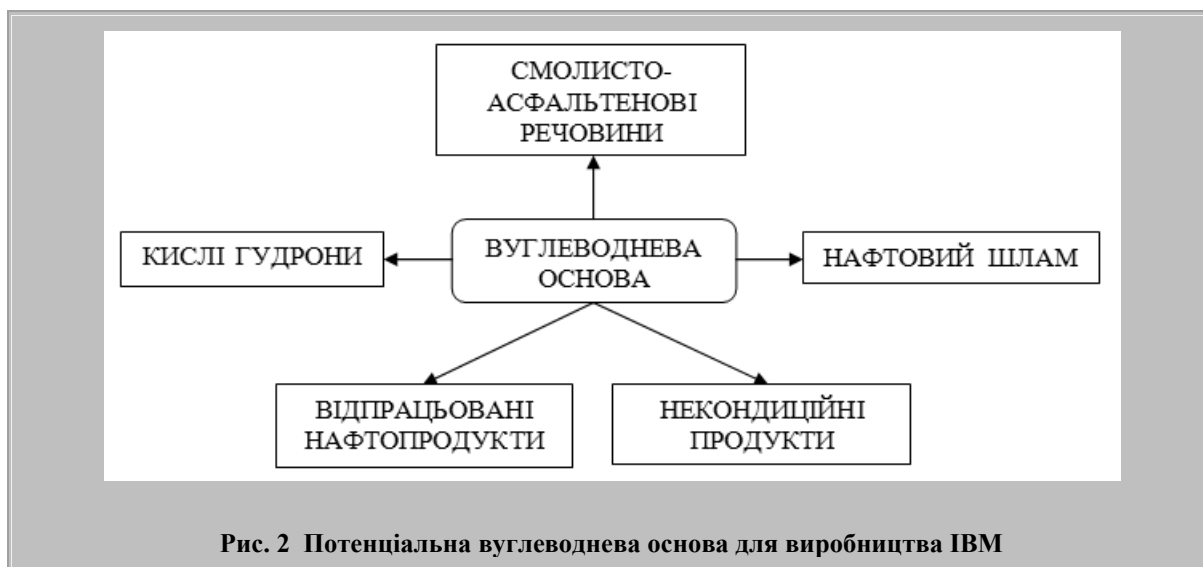 СМОЛИСТО-
АСФАЛЬТЕНОВІ
РЕЧОВИНИ
КИСЛІ ГУДРОНИ
ВУГЛЕВОДНЕВА
ОСНОВА
НАФТОВИЙ ШЛАМ
ВІДПРАЦЬОВАНІ
НАФТОПРОДУКТИ
НЕКОНДИЦІЙНІ
ПРОДУКТИ
Рис. 2 Потенціальна вуглеводнева основа для виробництва ІВМ